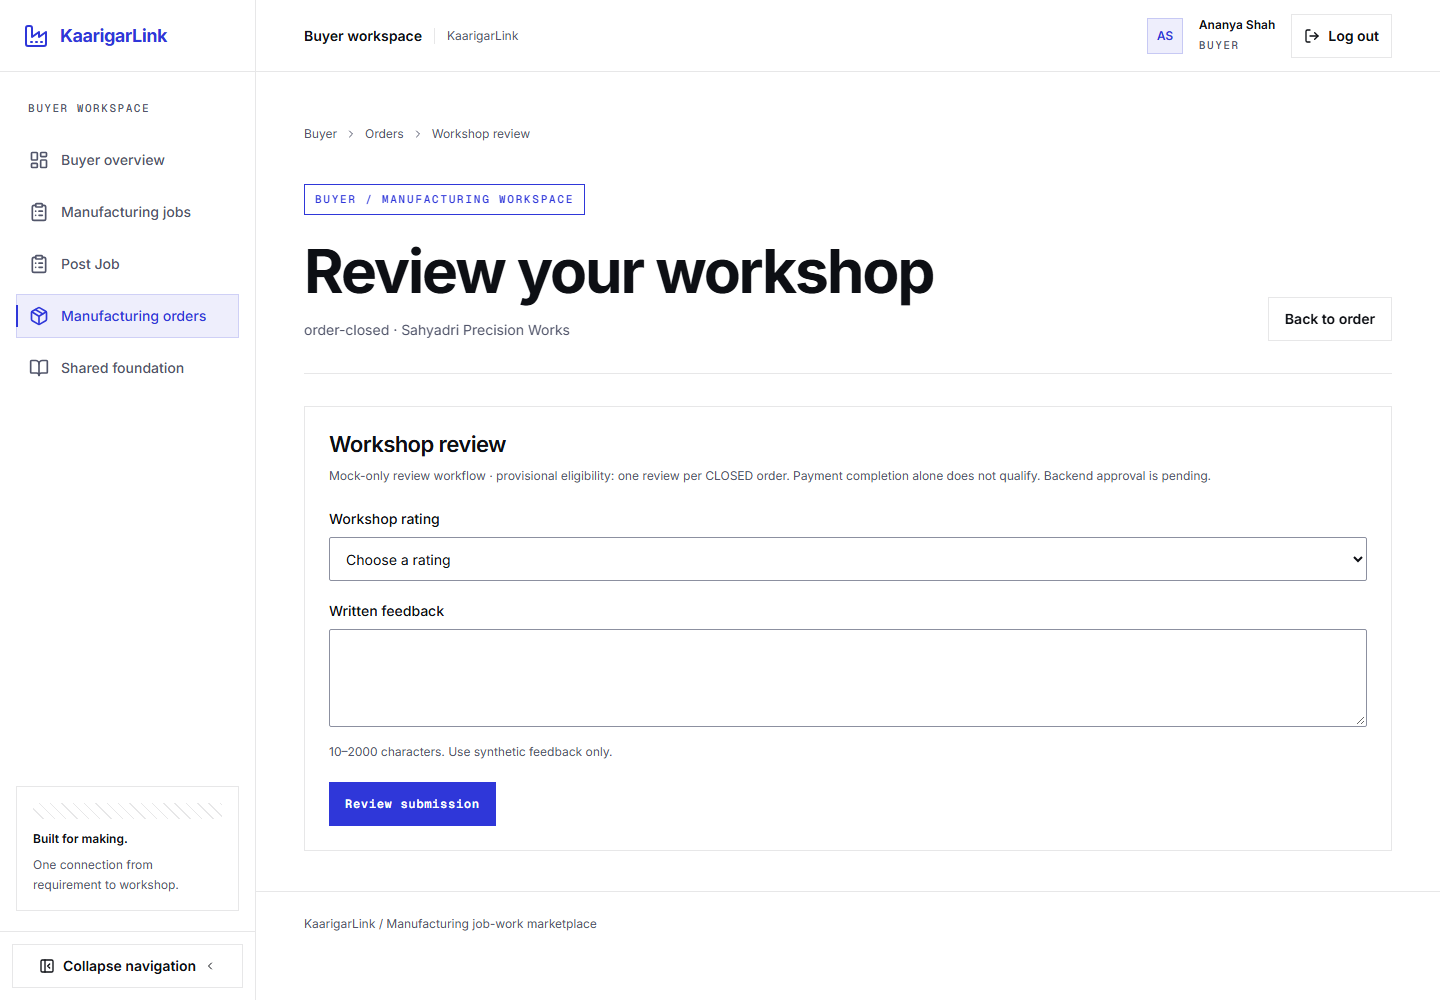 KaarigarLink
Buyer workspace
KaarigarLink
AS
Ananya Shah
BUYER
Log out
BUYER WORKSPACE
Buyer overview
Manufacturing jobs
Post Job
Manufacturing orders
Shared foundation
Built for making.
One connection from
requirement to workshop.
Collapse navigation
Buyer > Orders > Workshop review
BUYER / MANUFACTURING WORKSPACE
Review your workshop
order-closed · Sahyadri Precision Works
Back to order
Workshop review
Mock-only review workflow · provisional eligibility: one review per CLOSED order. Payment completion alone does not qualify. Backend approval is pending.
Workshop rating
Choose a rating
Written feedback
10–2000 characters. Use synthetic feedback only.
Review submission
KaarigarLink / Manufacturing job-work marketplace